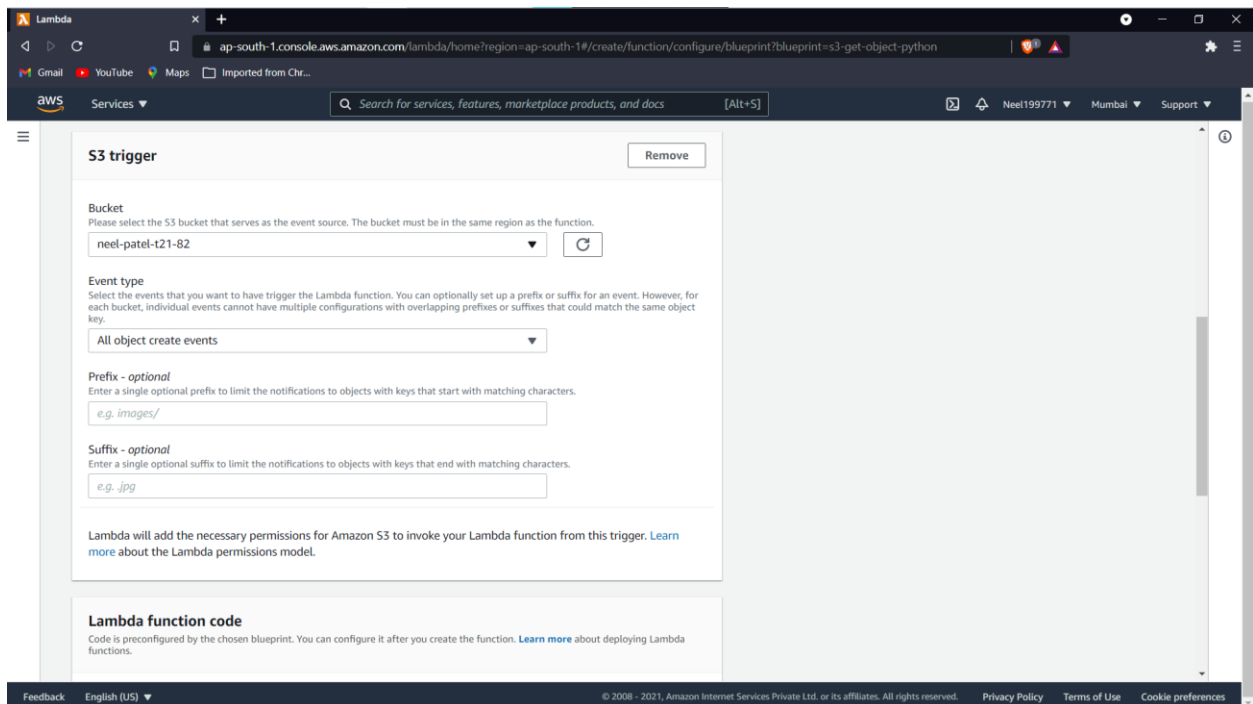 Lambda
ap-south-1.console.aws.amazon.com/lambda/home?region=ap-south-1#/create/function/configure/blueprint?blueprint=s3-get-object-python
Gmail YouTube Maps Imported from Chr...
aws Services Search for services, features, marketplace products, and docs [Alt+S] Neel199771 Mumbai Support
S3 trigger Remove
Bucket
Please select the S3 bucket that serves as the event source. The bucket must be in the same region as the function.
neel-patel-t21-82
Event type
Select the events that you want to have trigger the Lambda function. You can optionally set up a prefix or suffix for an event. However, for
each bucket, individual events cannot have multiple configurations with overlapping prefixes or suffixes that could match the same object
key.
All object create events
Prefix - optional
Enter a single optional prefix to limit the notifications to objects with keys that start with matching characters.
e.g. images/
Suffix - optional
Enter a single optional suffix to limit the notifications to objects with keys that end with matching characters.
e.g. .jpg
Lambda will add the necessary permissions for Amazon S3 to invoke your Lambda function from this trigger. Learn
more about the Lambda permissions model.
Lambda function code
Code is preconfigured by the chosen blueprint. You can configure it after you create the function. Learn more about deploying Lambda
functions.
Feedback English (US) © 2008 - 2021, Amazon Internet Services Private Ltd. or its affiliates. All rights reserved. Privacy Policy Terms of Use Cookie preferences